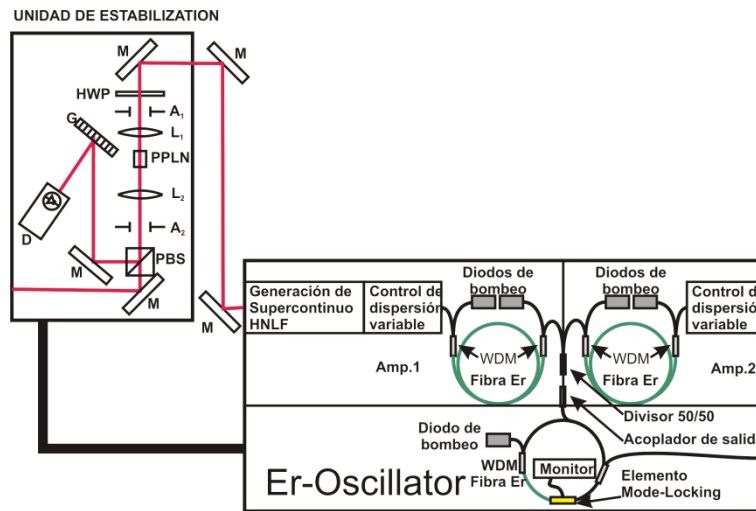 UNIDAD DE ESTABILIZATION
M
M
HWP
A1
G
L1
PPLN
L2
D
A2
PBS
M
M
M
Generación de
Supercontinuo
HNLF
Control de
dispersión
variable
Diodos de
bombeo
WDM
Fibra Er
Amp.1
Diodos de
bombeo
WDM
Fibra Er
Control de
dispersión
variable
Amp.2
Divisor 50/50
Acoplador de salid
Diodo de
bombeo
WDM
Fibra Er
Monitor
Elemento
Mode-Locking
Er-Oscillator